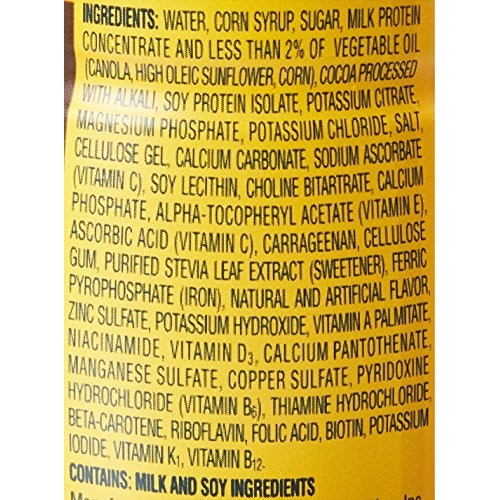 INGREDIENTS: WATER, CORN SYRUP, SUGAR, MILK PROTEIN
CONCENTRATE AND LESS THAN 2% OF VEGETABLE OIL
(CANOLA, HIGH OLEIC SUNFLOWER, CORN), COCOA PROCESSED
WITH ALKALI, SOY PROTEIN ISOLATE, POTASSIUM CITRATE,
MAGNESIUM PHOSPHATE, POTASSIUM CHLORIDE, SALT,
CELLULOSE GEL, CALCIUM CARBONATE, SODIUM ASCORBATE
(VITAMIN C), SOY LECITHIN, CHOLINE BITARTRATE, CALCIUM
PHOSPHATE, ALPHA-TOCOPHERYL ACETATE (VITAMIN E),
ASCORBIC ACID (VITAMIN C), CARRAGEENAN, CELLULOSE
GUM, PURIFIED STEVIA LEAF EXTRACT (SWEETENER), FERRIC
PYROPHOSPHATE (IRON), NATURAL AND ARTIFICIAL FLAVOR,
ZINC SULFATE, POTASSIUM HYDROXIDE, VITAMIN A PALMITATE,
NIACINAMIDE, VITAMIN D3, CALCIUM PANTOTHENATE,
MANGANESE SULFATE, COPPER SULFATE, PYRIDOXINE
HYDROCHLORIDE (VITAMIN B6), THIAMINE HYDROCHLORIDE,
BETA-CAROTENE, RIBOFLAVIN, FOLIC ACID, BIOTIN, POTASSIUM
IODIDE, VITAMIN K1, VITAMIN B12.
CONTAINS: MILK AND SOY INGREDIENTS